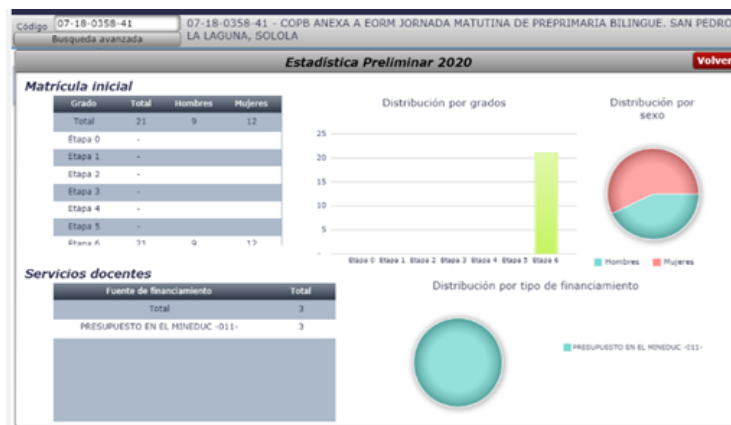 Código 07-18-0358-41
07-18-0358-41 - COPB ANEXA A EORM JORNADA MATUTINA DE PREPRIMARIA BILINGUE. SAN PEDRO
LA LAGUNA, SOLOLA
Busqueda avanzada
Estadística Preliminar 2020
Volver
Matrícula inicial
Grado Total Hombres Mujeres
Total 21 9 12
Etapa 0 -
Etapa 1 -
Etapa 2 -
Etapa 3 -
Etapa 4 -
Etapa 5 -
Etapa 6 21 9 12
Distribución por grados
25
20
15
10
5
-
Etapa 0 Etapa 1 Etapa 2 Etapa 3 Etapa 4 Etapa 5 Etapa 6
Distribución por
sexo
Hombres Mujeres
Servicios docentes
Fuente de financiamiento Total
Total 3
PRESUPUESTO EN EL MINEDUC -011- 3
Distribución por tipo de financiamiento
PRESUPUESTO EN EL MINEDUC -011-